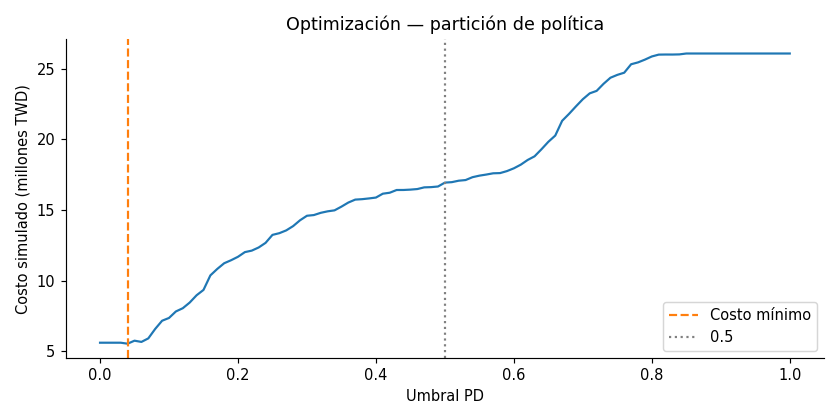 Optimización — partición de política
Costo simulado (millones TWD)
25
20
15
10
5
0.0 0.2 0.4 0.6 0.8 1.0
Umbral PD
Costo mínimo
0.5